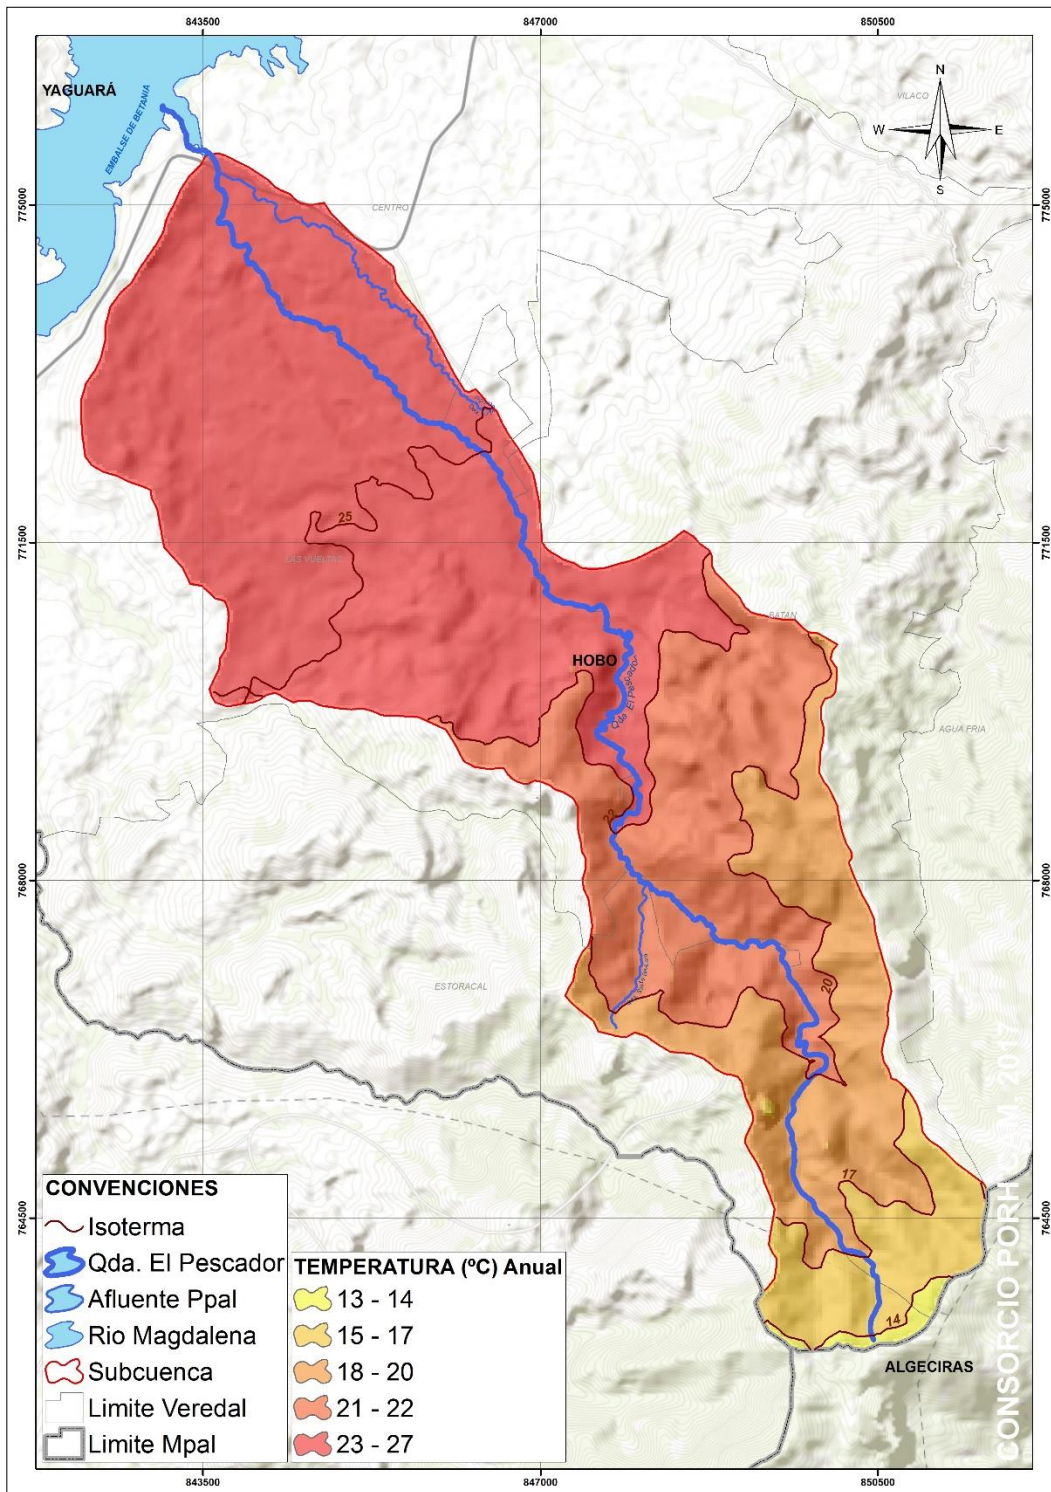 843500
847000
850500
YAGUARÁ
EMBALSE DE BETANIA
VILACO
N
W
E
S
775000
775000
CENTRO
25
771500
771500
LAS VUELTAS
BATAN
HOBO
Qda. El Pescador
AGUA FRIA
22
768000
768000
ESTORACAL
20
17
764500
764500
14
ALGECIRAS
CONVENCIONES
Isoterma
Qda. El Pescador
Afluente Ppal
Rio Magdalena
Subcuenca
Limite Veredal
Limite Mpal
TEMPERATURA (ºC) Anual
13 - 14
15 - 17
18 - 20
21 - 22
23 - 27
CONSORCIO PORH
843500
847000
850500